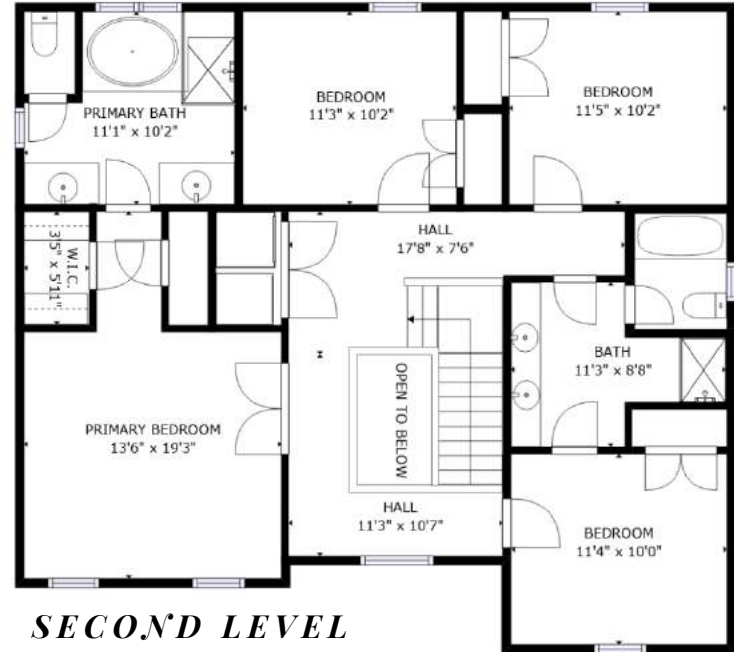 PRIMARY BATH
11'1" x 10'2"
BEDROOM
11'3" x 10'2"
BEDROOM
11'5" x 10'2"
W.I.C.
3'5" x 5'11"
HALL
17'8" x 7'6"
BATH
11'3" x 8'8"
PRIMARY BEDROOM
13'6" x 19'3"
OPEN TO BELOW
HALL
11'3" x 10'7"
BEDROOM
11'4" x 10'0"
SECOND LEVEL